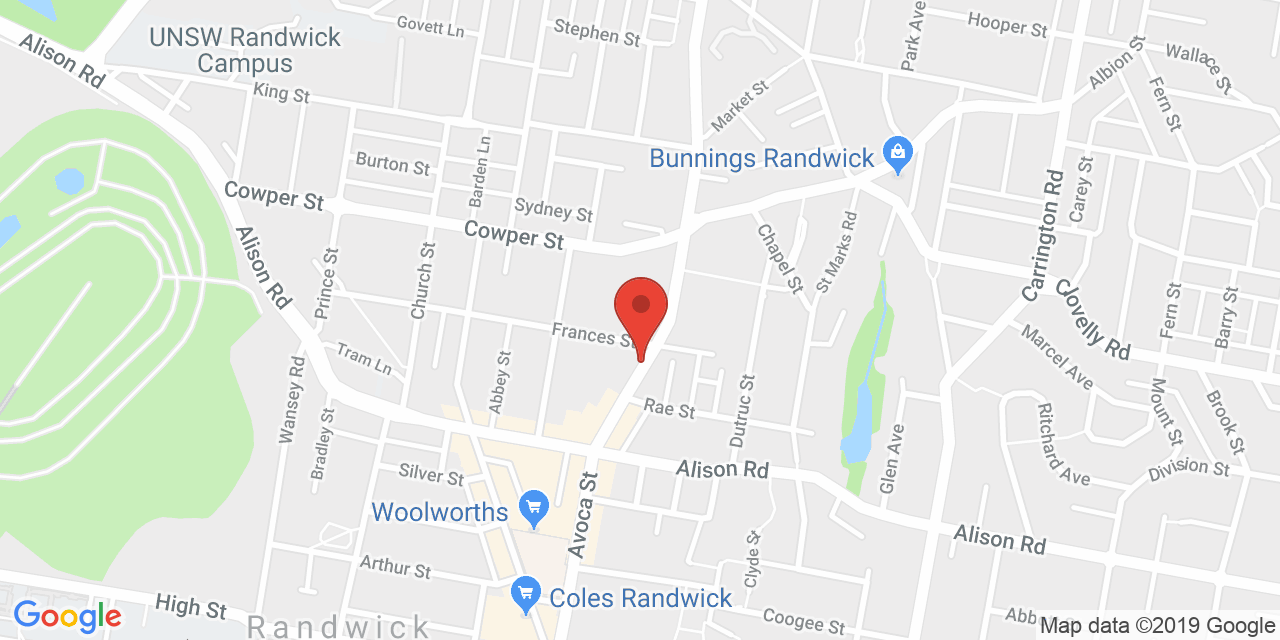 Govett Ln
Stephen St
Park Ave
Hooper St
Wallace St
Albion St
Fern St
UNSW Randwick
Campus
Alison Rd
King St
Market St
Barden Ln
Burton St
Bunnings Randwick
Carey St
Carrington Rd
Cowper St
Sydney St
Cowper St
Chapel St
St Marks Rd
Alison Rd
Prince St
Church St
Fern St
Barry St
Clovelly Rd
Frances St
Marcel Ave
Tram Ln
Abbey St
Wansey Rd
Bradley St
Rae St
Dutruc St
Mount St
Brook St
Ritchard Ave
Glen Ave
Division St
Silver St
Alison Rd
Woolworths
Avoca St
Clyde St
Alison Rd
Arthur St
Coles Randwick
High St
Coogee St
Abb
Google
Randwick
Map data ©2019 Google